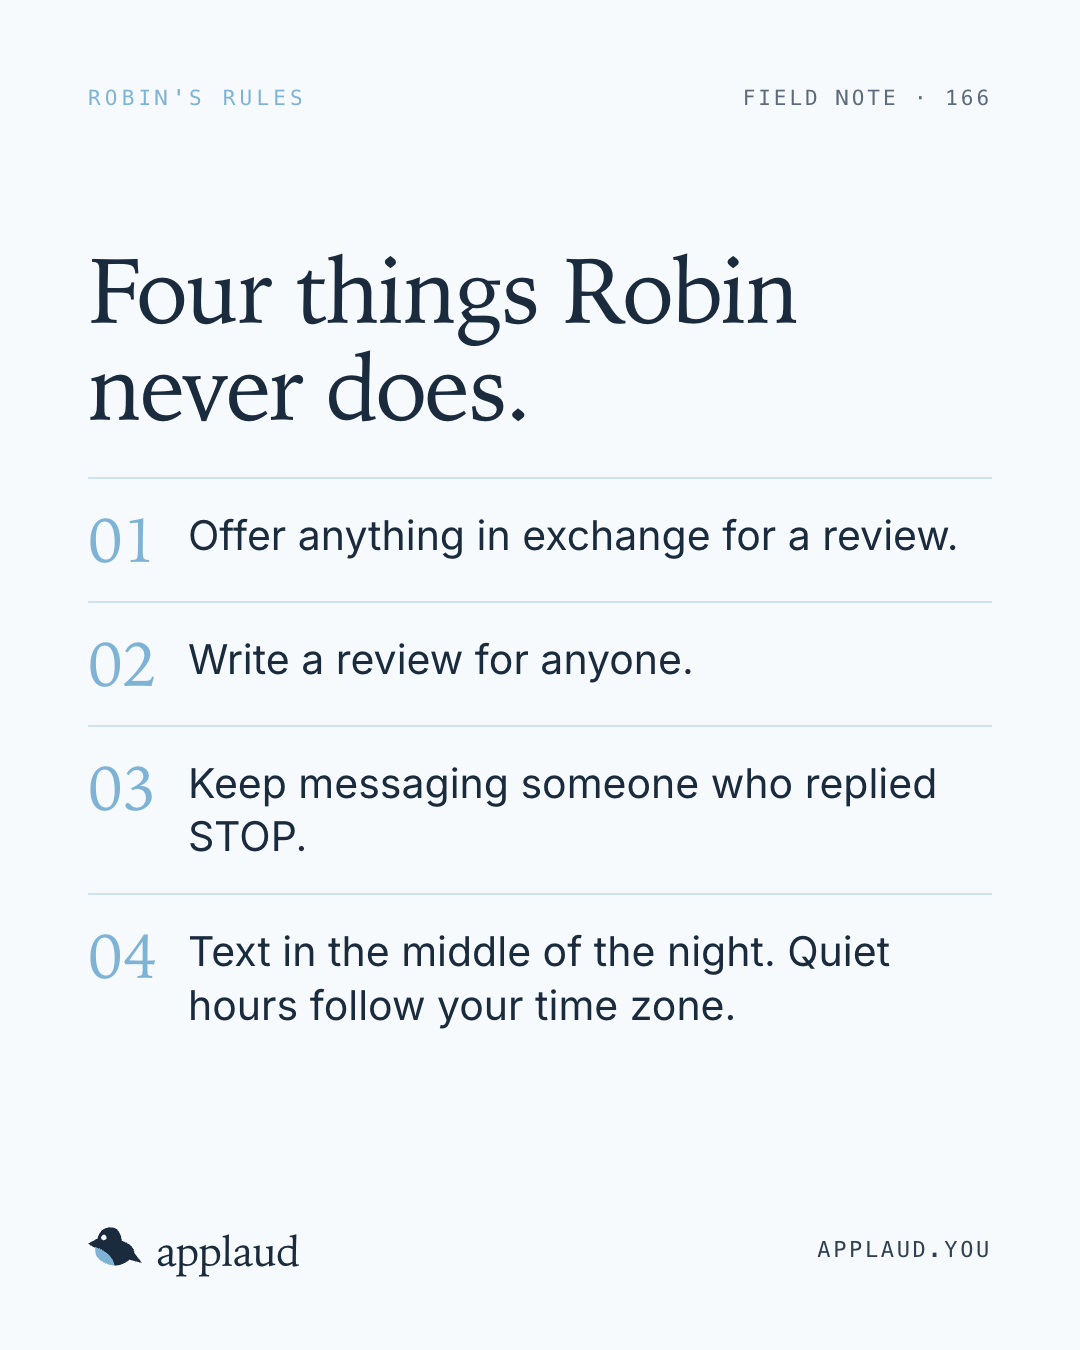 ROBIN'S RULES
FIELD NOTE · 166
Four things Robin
never does.
01 Offer anything in exchange for a review.
02 Write a review for anyone.
03 Keep messaging someone who replied
STOP.
04 Text in the middle of the night. Quiet
hours follow your time zone.
applaud
APPLAUD.YOU